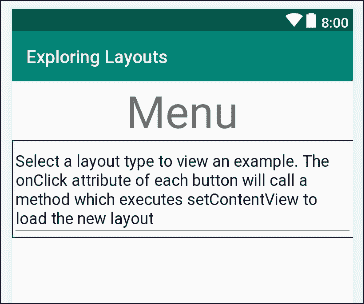 8:00
Exploring Layouts
Menu
Select a layout type to view an example. The
onClick attribute of each button will call a
method which executes setContentView to
load the new layout